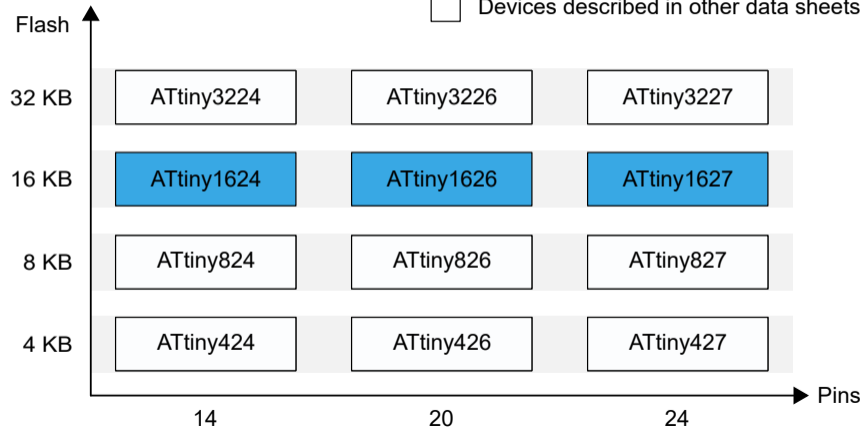 Devices described in other data sheets
Flash
32 KB ATtiny3224 ATtiny3226 ATtiny3227
16 KB ATtiny1624 ATtiny1626 ATtiny1627
8 KB ATtiny824 ATtiny826 ATtiny827
4 KB ATtiny424 ATtiny426 ATtiny427
Pins
14 20 24